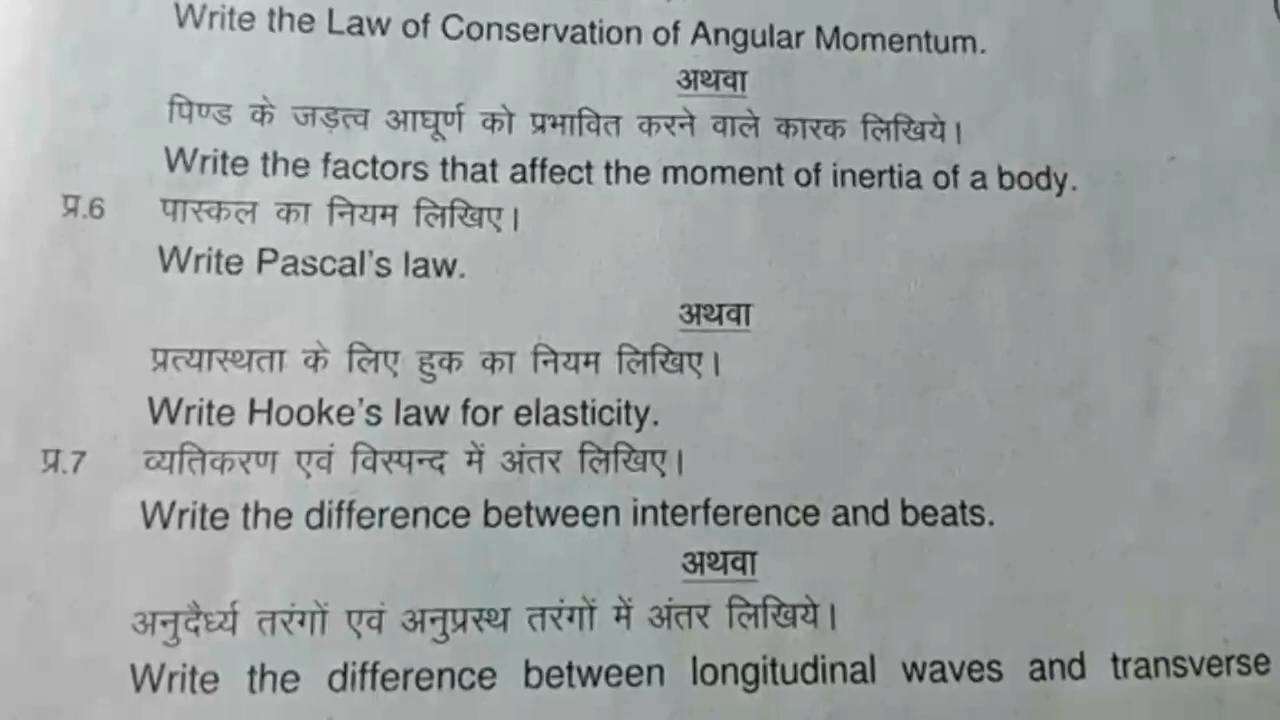 Write the Law of Conservation of Angular Momentum.
अथवा
पिण्ड के जड़त्व आघूर्ण को प्रभावित करने वाले कारक लिखिये।
Write the factors that affect the moment of inertia of a body.
प्र.6 पास्कल का नियम लिखिए।
Write Pascal's law.
अथवा
प्रत्यास्थता के लिए हुक का नियम लिखिए।
Write Hooke's law for elasticity.
प्र.7 व्यतिकरण एवं विस्पन्द में अंतर लिखिए।
Write the difference between interference and beats.
अथवा
अनुदैर्ध्य तरंगों एवं अनुप्रस्थ तरंगों में अंतर लिखिये।
Write the difference between longitudinal waves and transverse